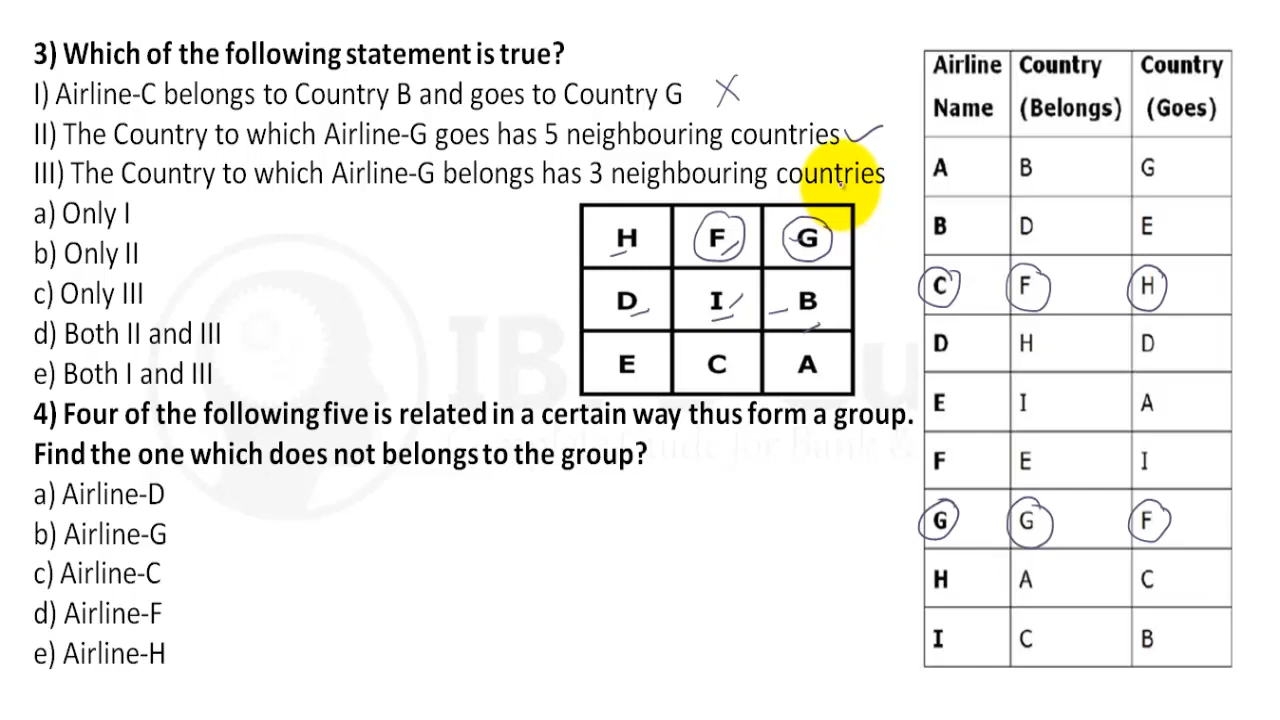 3) Which of the following statement is true?
I) Airline-C belongs to Country B and goes to Country G
II) The Country to which Airline-G goes has 5 neighbouring countries
III) The Country to which Airline-G belongs has 3 neighbouring countries
a) Only I
b) Only II
c) Only III
d) Both II and III
e) Both I and III
H F G
D I B
E C A
4) Four of the following five is related in a certain way thus form a group.
Find the one which does not belongs to the group?
a) Airline-D
b) Airline-G
c) Airline-C
d) Airline-F
e) Airline-H
Airline Country Country
Name (Belongs) (Goes)
A B G
B D E
C F H
D H D
E I A
F E I
G G F
H A C
I C B